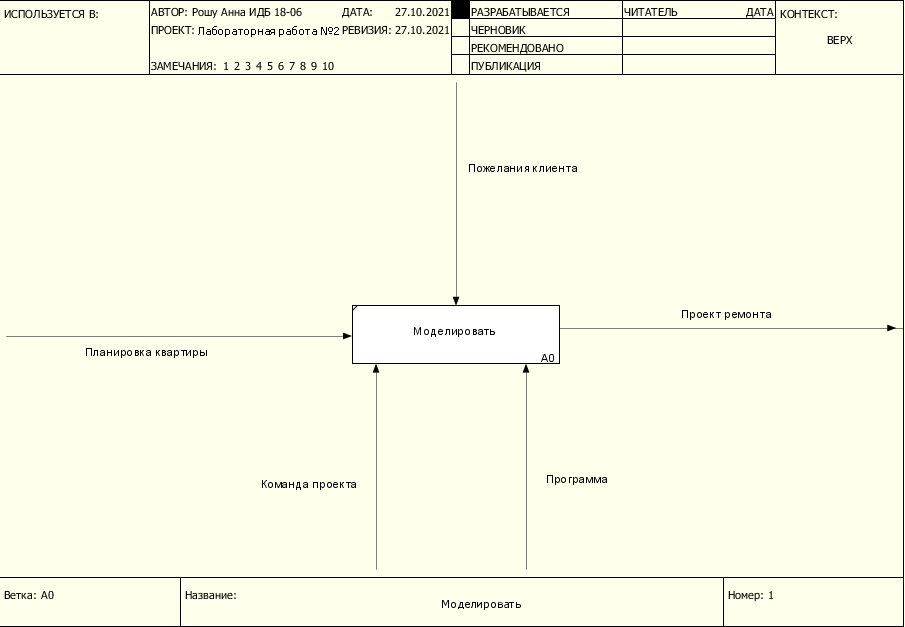 ИСПОЛЬЗУЕТСЯ В:
АВТОР: Рошу Анна ИДБ 18-06 ДАТА: 27.10.2021
ПРОЕКТ: Лабораторная работа №2 РЕВИЗИЯ: 27.10.2021
ЗАМЕЧАНИЯ: 1 2 3 4 5 6 7 8 9 10
РАЗРАБАТЫВАЕТСЯ
ЧЕРНОВИК
РЕКОМЕНДОВАНО
ПУБЛИКАЦИЯ
ЧИТАТЕЛЬ ДАТА
КОНТЕКСТ:
ВЕРХ
Пожелания клиента
Проект ремонта
Моделировать
A0
Планировка квартиры
Команда проекта
Программа
Ветка: A0
Название:
Моделировать
Номер: 1